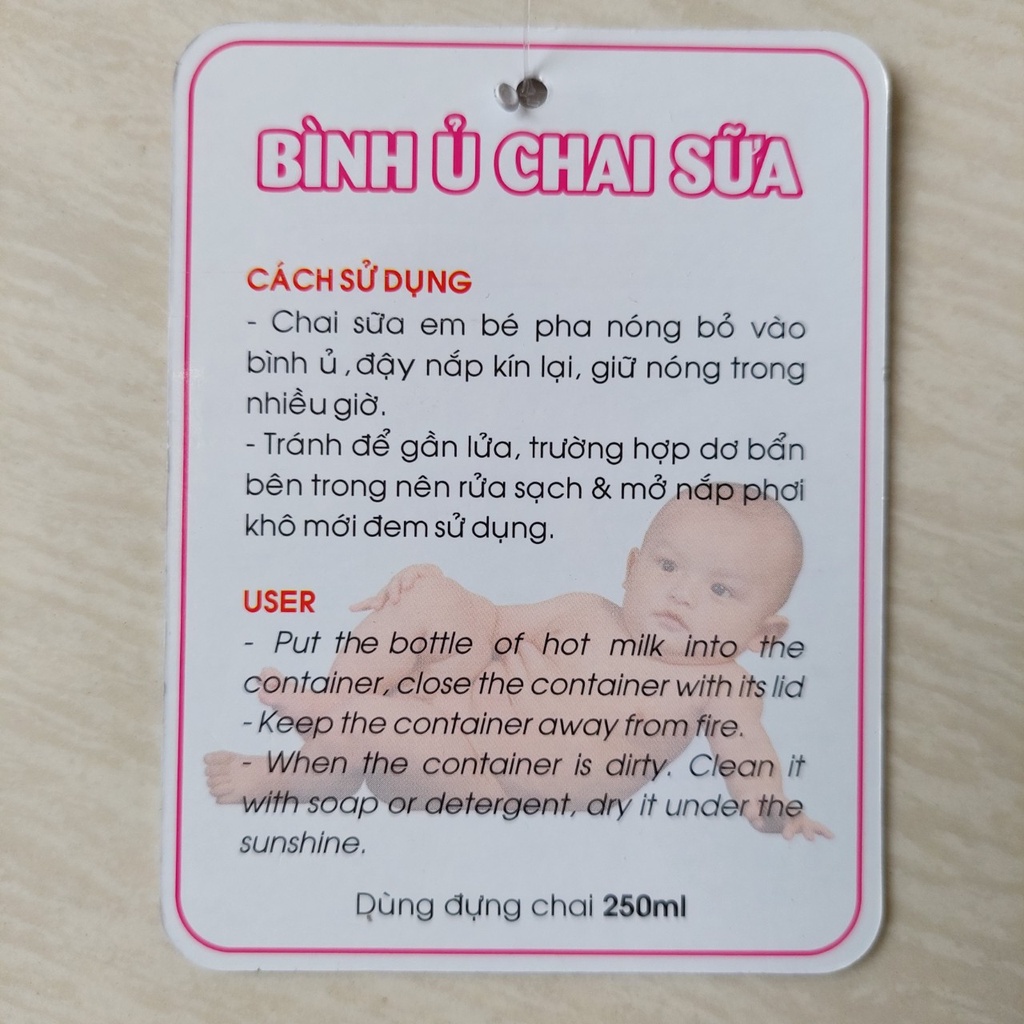 BÌNH Ủ CHAI SỮA
CÁCH SỬ DỤNG
- Chai sữa em bé pha nóng bỏ vào
bình ủ ,đậy nắp kín lại, giữ nóng trong
nhiều giờ.
- Tránh để gần lửa, trường hợp dơ bẩn
bên trong nên rửa sạch & mở nắp phơi
khô mới đem sử dụng.
USER
- Put the bottle of hot milk into the
container, close the container with its lid
- Keep the container away from fire.
- When the container is dirty. Clean it
with soap or detergent, dry it under the
sunshine.
Dùng đựng chai 250ml